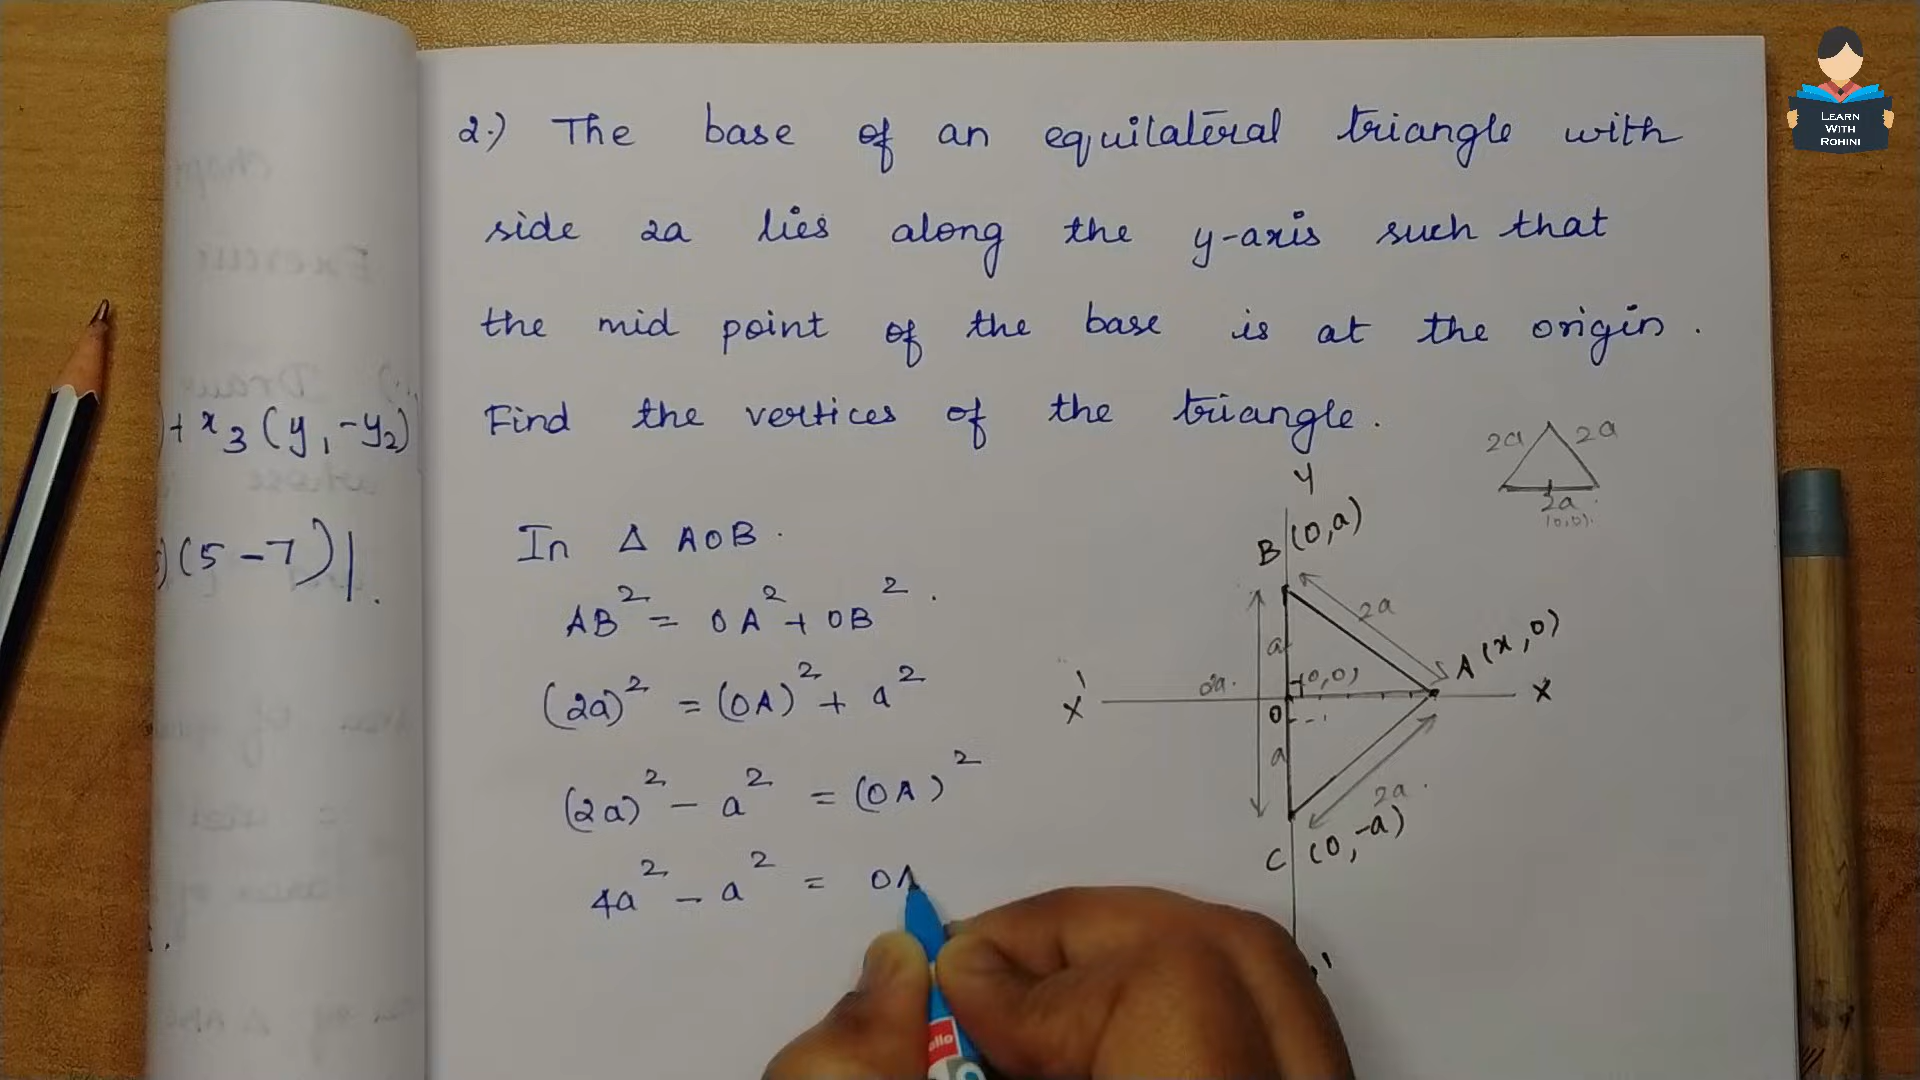 LEARN
WITH
ROHINI
2.) The base of an equilateral triangle with
side 2a lies along the y-axis such that
the mid point of the base is at the origin.
Find the vertices of the triangle.
) + x₃ (y₁ - y₂)
) (5 - 7) | .
In Δ AOB.
AB² = OA² + OB².
(2a)² = (OA)² + a²
(2a)² - a² = (OA)²
4a² - a² = OA
2a 2a
2a
(0,0).
Y
B (0, a)
2a
a
A (x, 0)
2a. (0,0)
X' O X
a
2a.
C (0, -a)